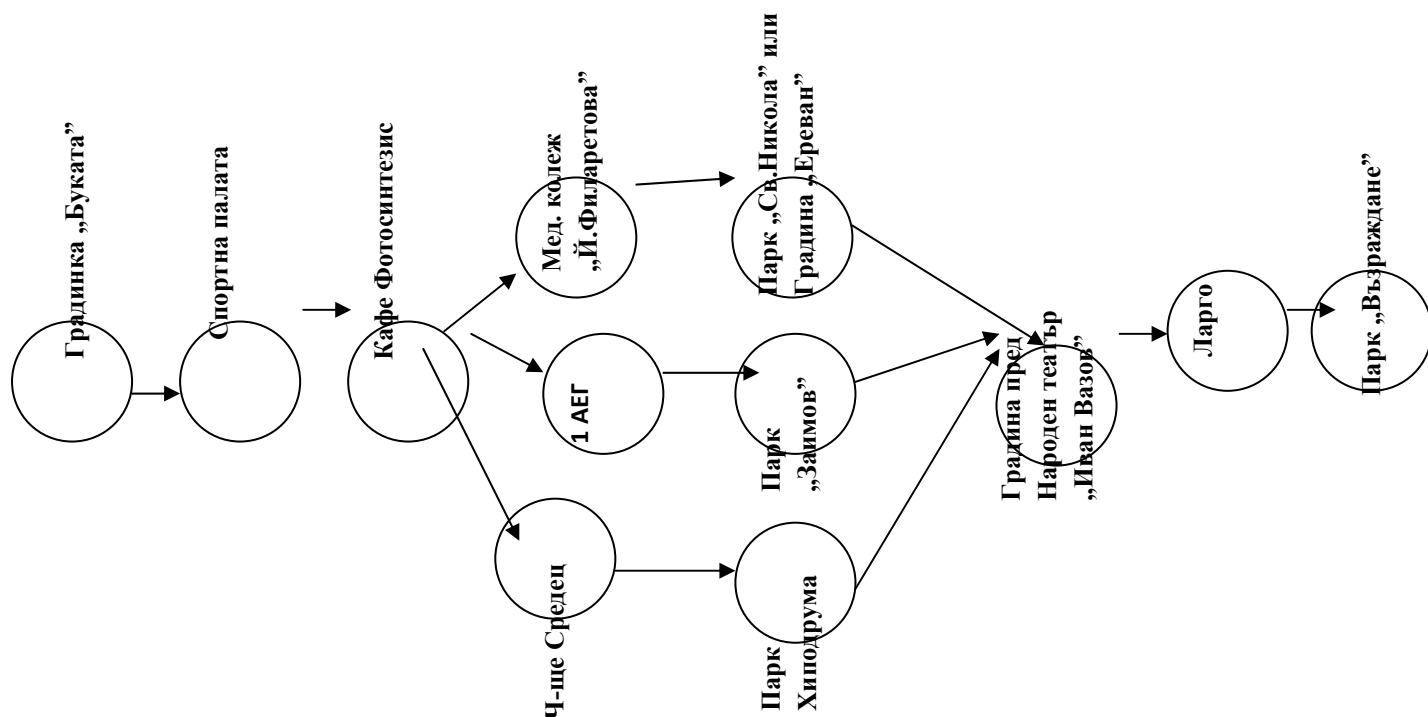 Градинка „Буката”
Спортна палата
Кафе Фотосинтезис
Мед. колеж
„Й.Филаретова”
1 АЕГ
Ч-ще Средец
Парк „Св.Никола” или
Градина „Ереван”
Парк
„Заимов”
Парк
Хиподрума
Градина пред
Народен театър
„Иван Вазов”
Ларго
Парк „Възраждане”